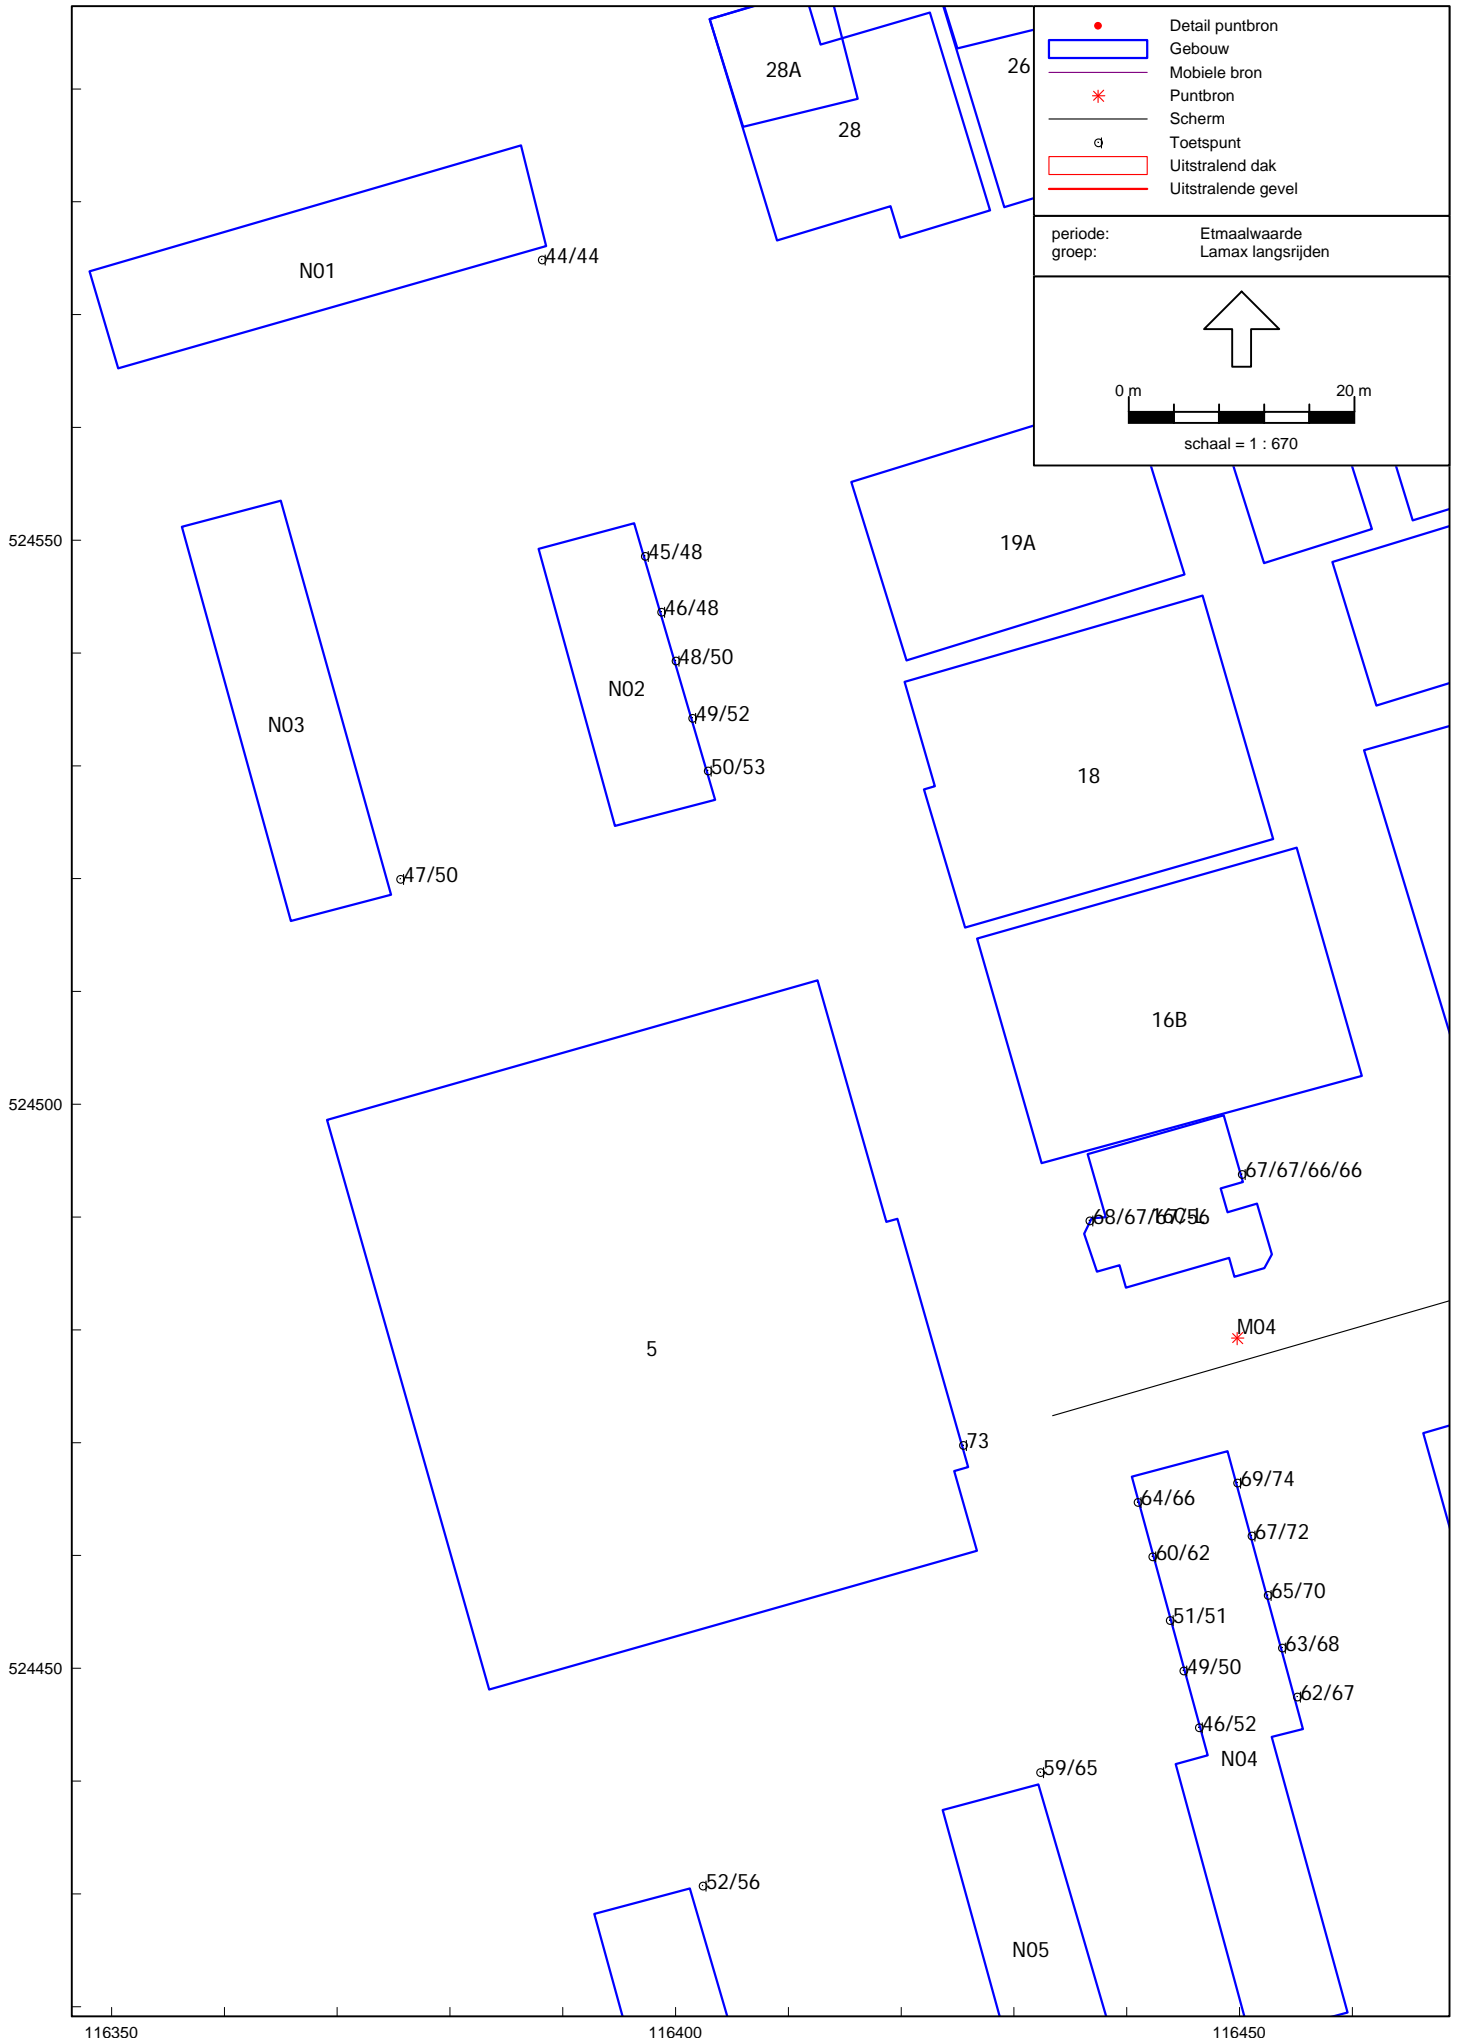 Detail puntbron
Gebouw
Mobiele bron
Puntbron
Scherm
Toetspunt
Uitstralend dak
Uitstralende gevel
periode: Etmaalwaarde
groep: Lamax langsrijden
0 m 20 m
schaal = 1 : 670
28A
26
28
N01
44/44
524550
19A
45/48
46/48
48/50
N02
49/52
N03
50/53
18
47/50
16B
524500
67/67/66/66
68/67/67/56
M04
5
73
69/74
64/66
67/72
60/62
65/70
51/51
63/68
524450
49/50
62/67
46/52
N04
59/65
52/56
N05
116350 116400 116450